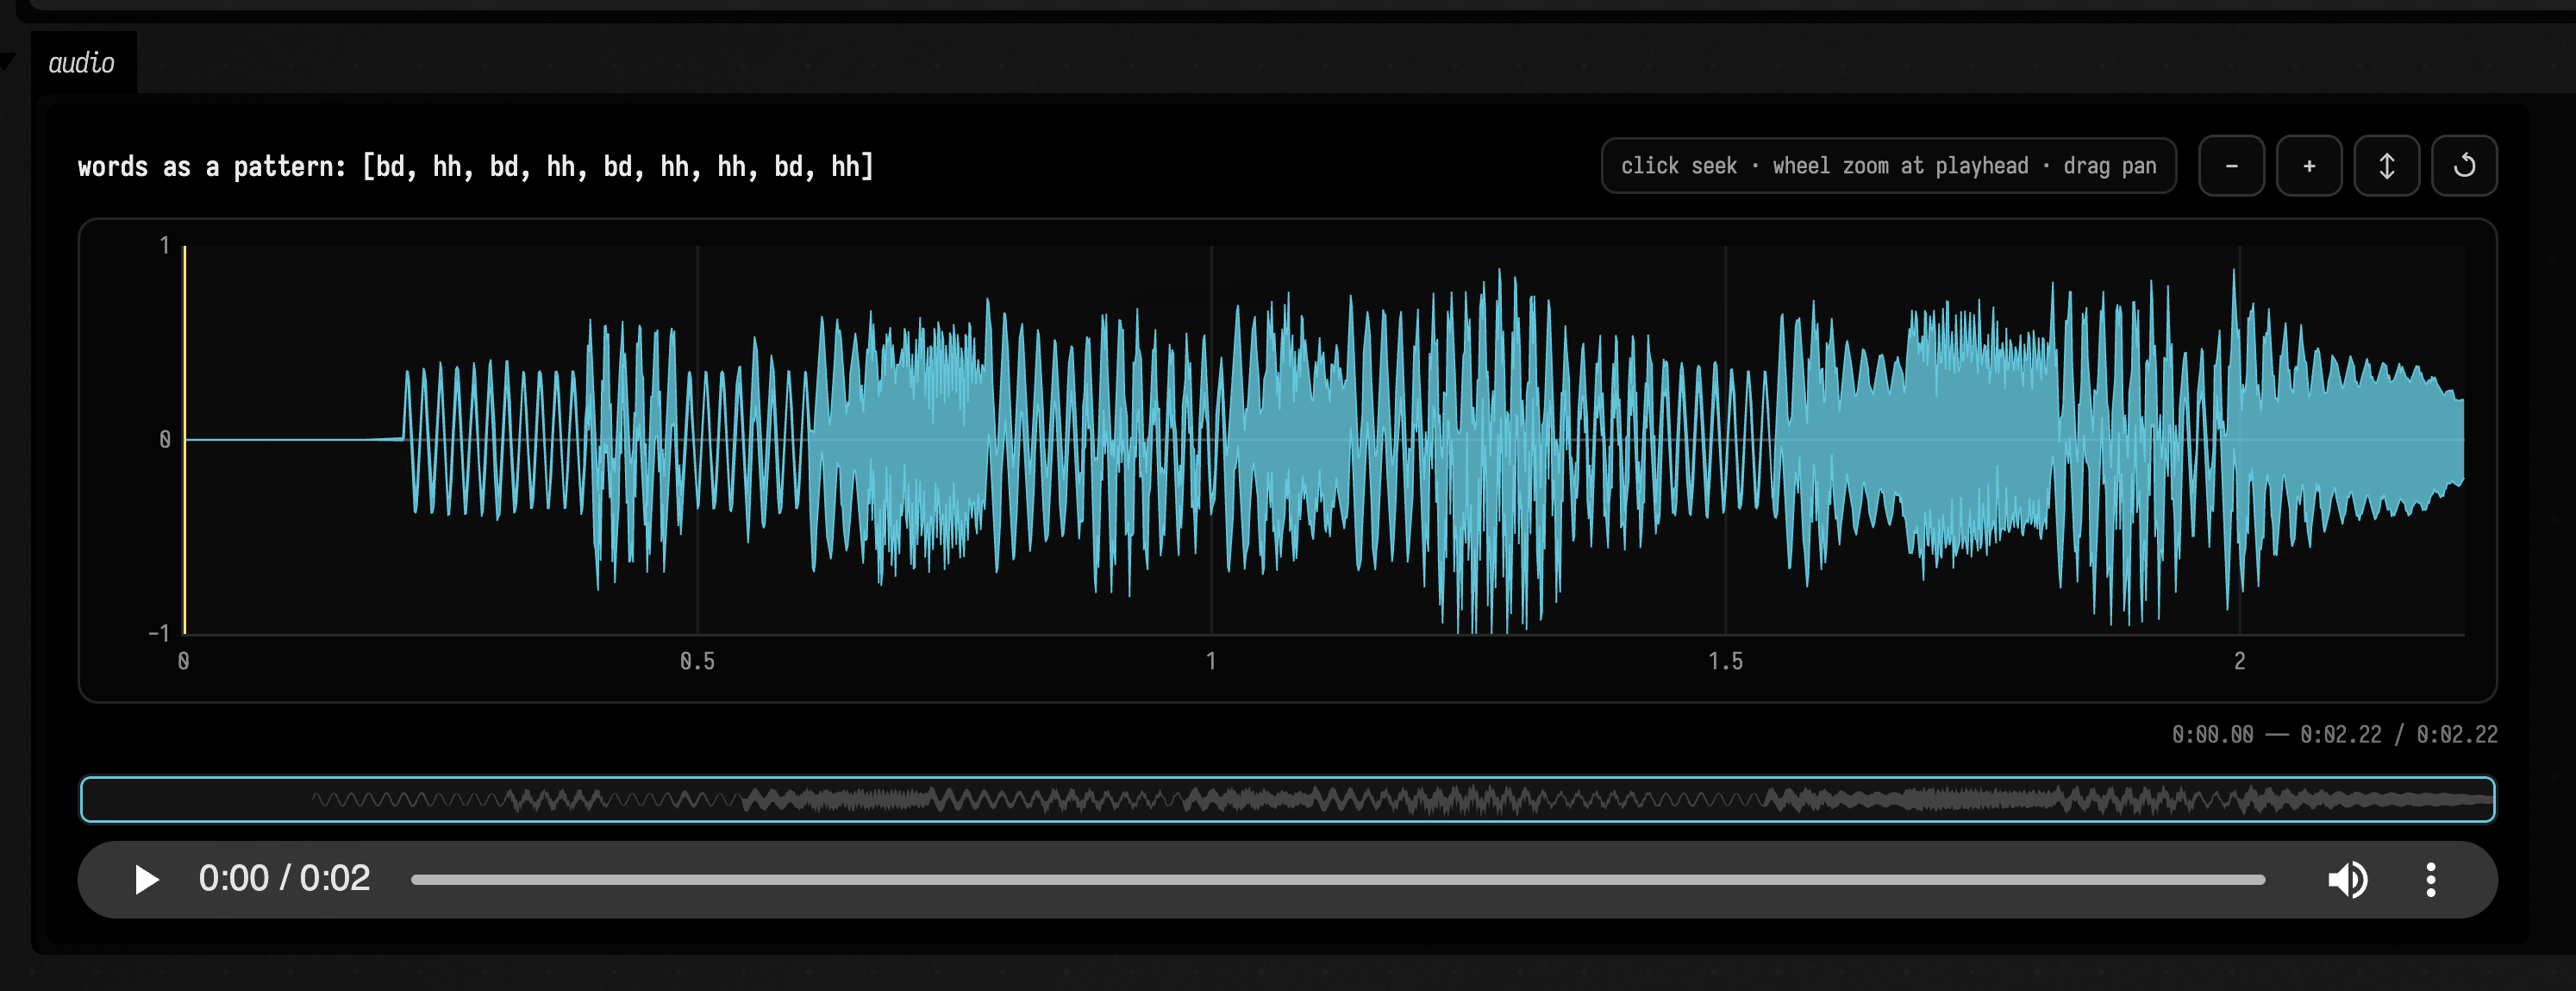 audio
words as a pattern: [bd, hh, bd, hh, bd, hh, hh, bd, hh]
click seek · wheel zoom at playhead · drag pan
− +
1
0
−1
0 0.5 1 1.5 2
0:00.00 — 0:02.22 / 0:02.22
0:00 / 0:02